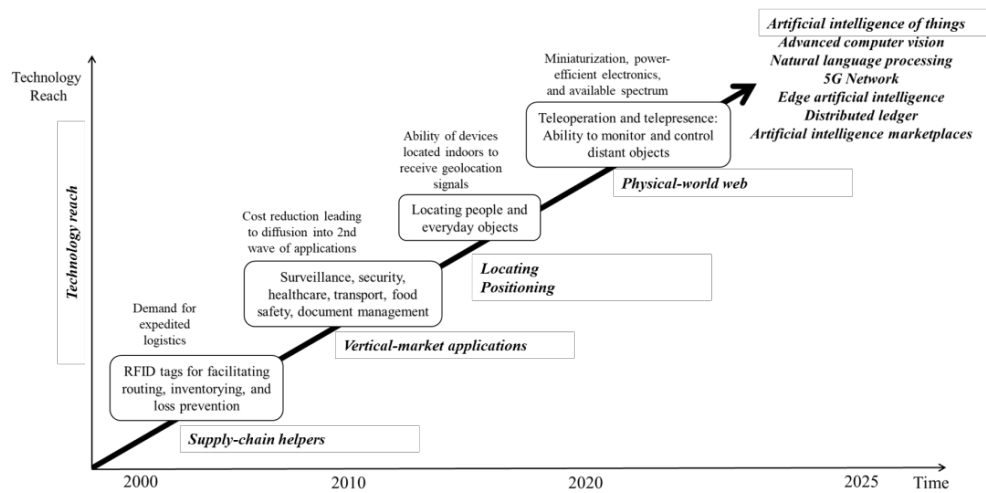 Artificial intelligence of things
Advanced computer vision
Natural language processing
5G Network
Edge artificial intelligence
Distributed ledger
Artificial intelligence marketplaces
Technology
Reach
Technology reach
Miniaturization, power-
efficient electronics,
and available spectrum
Teleoperation and telepresence:
Ability to monitor and control
distant objects
Physical-world web
Ability of devices
located indoors to
receive geolocation
signals
Locating people and
everyday objects
Locating
Positioning
Cost reduction leading
to diffusion into 2nd
wave of applications
Surveillance, security,
healthcare, transport, food
safety, document management
Vertical-market applications
Demand for
expedited
logistics
RFID tags for facilitating
routing, inventorying, and
loss prevention
Supply-chain helpers
2000
2010
2020
2025
Time